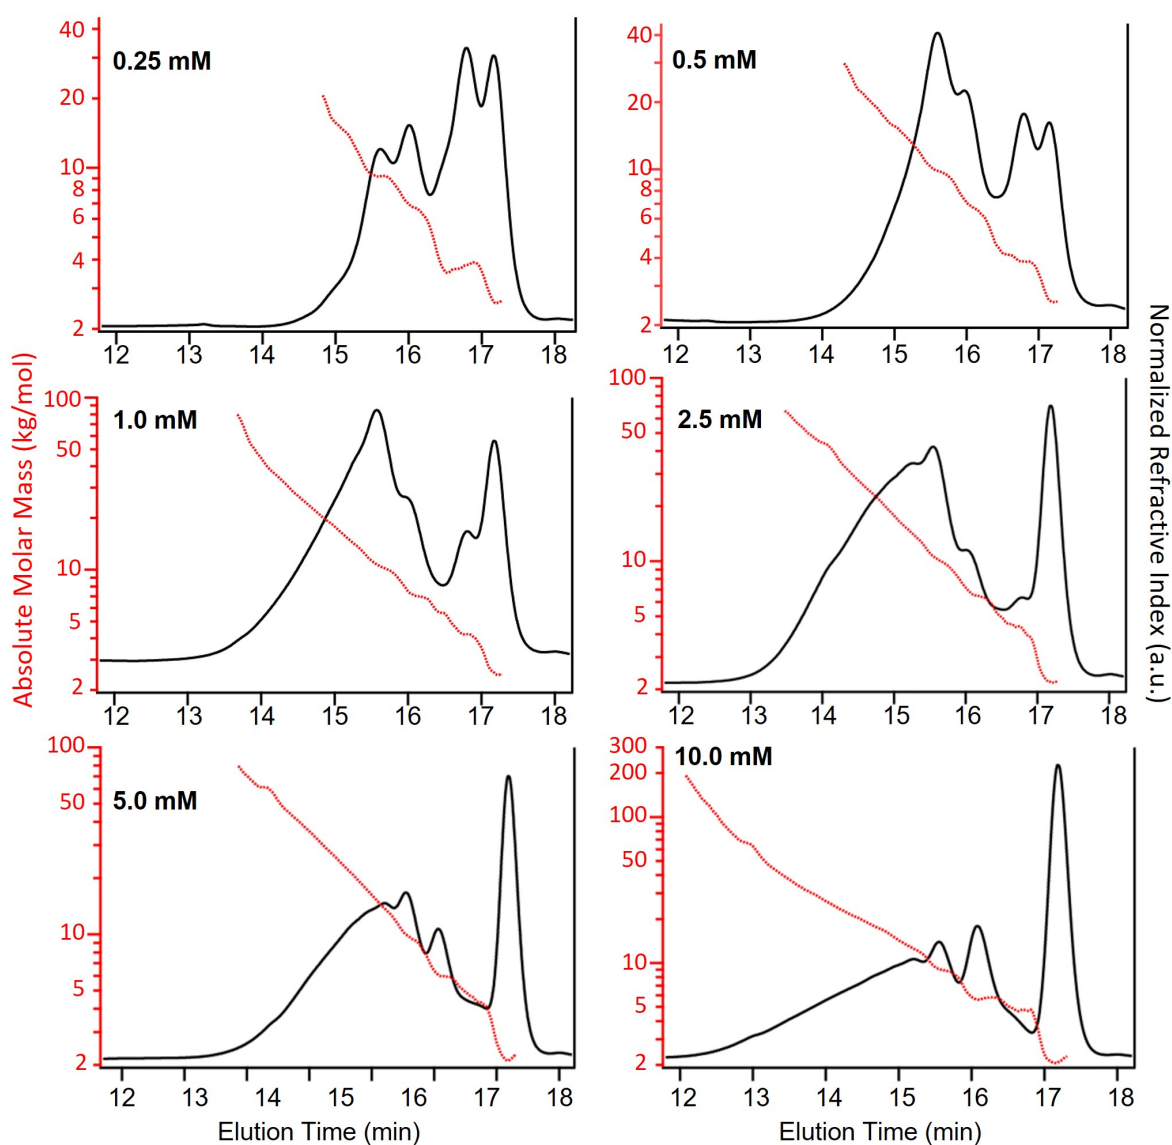 0.25 mM
40
20
10
8
6
4
2
12 13 14 15 16 17 18
0.5 mM
40
20
10
8
6
4
2
12 13 14 15 16 17 18
1.0 mM
100
50
10
5
2
12 13 14 15 16 17 18
2.5 mM
100
50
10
5
2
12 13 14 15 16 17 18
5.0 mM
100
50
10
5
2
12 13 14 15 16 17 18
10.0 mM
300
200
100
50
10
5
2
12 13 14 15 16 17 18
Absolute Molar Mass (kg/mol)
Normalized Refractive Index (a.u.)
Elution Time (min)
Elution Time (min)